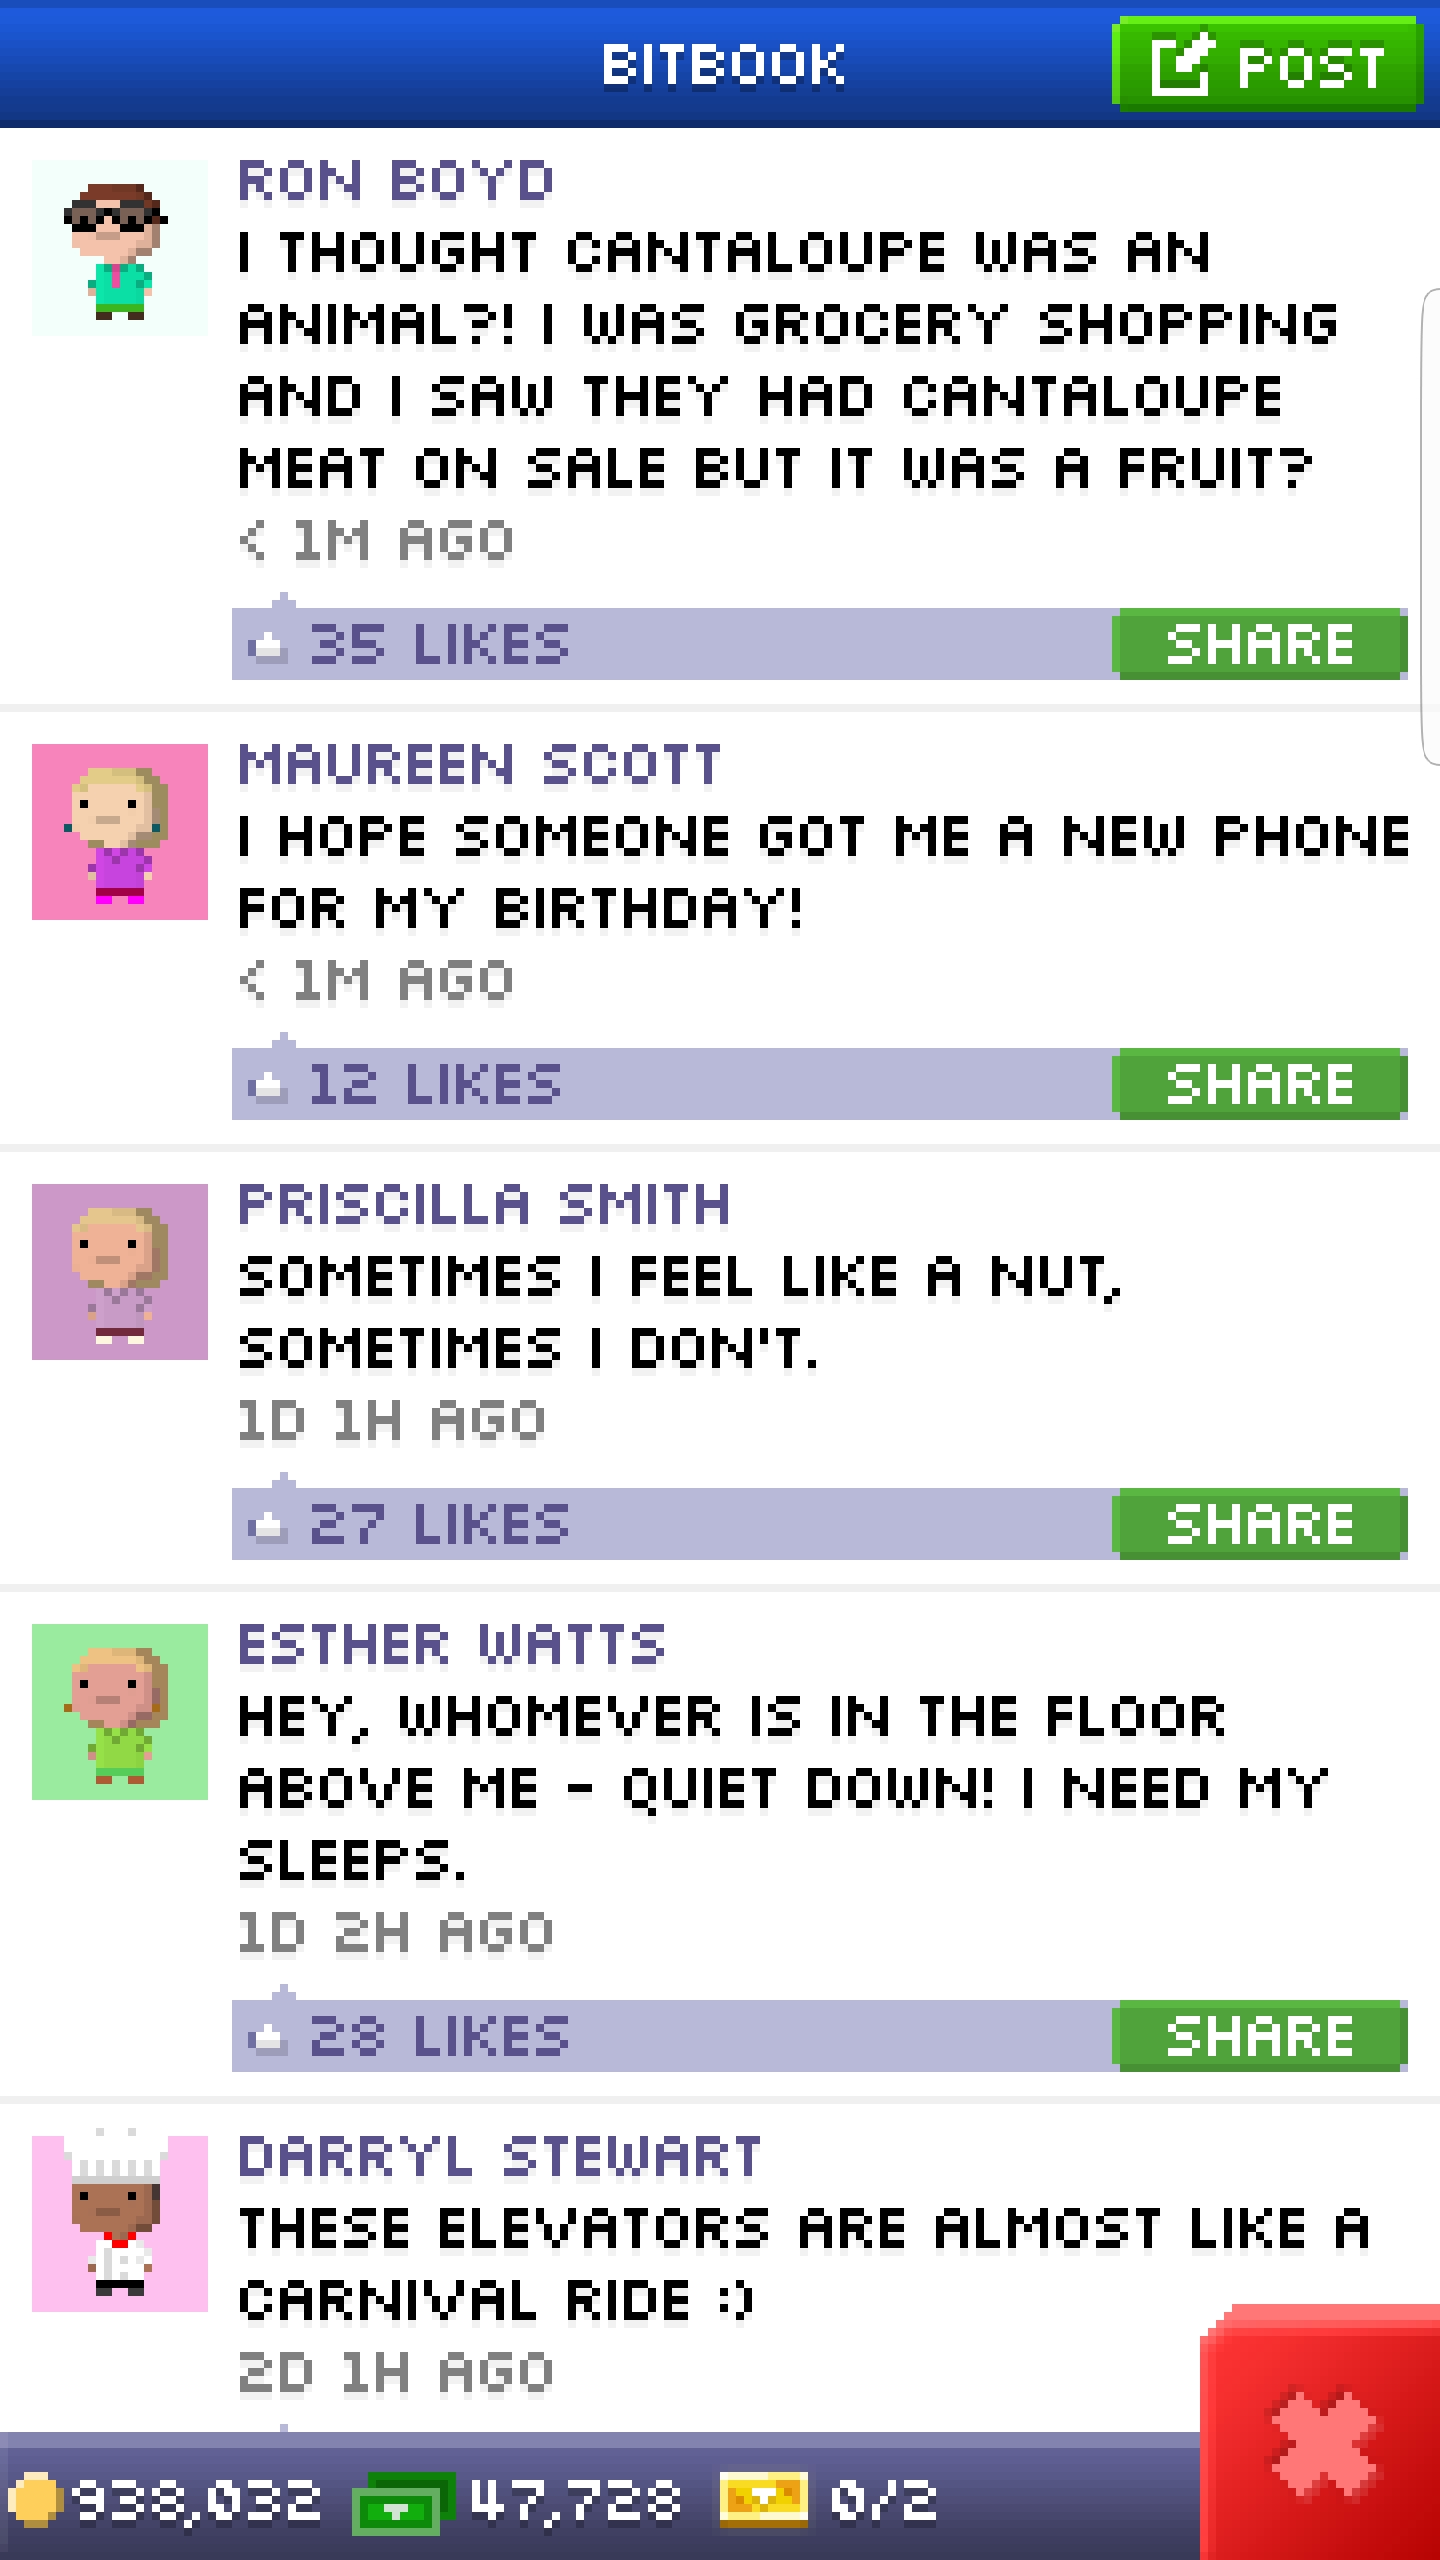 BITBOOK
POST
RON BOYD
I THOUGHT CANTALOUPE WAS AN
ANIMAL?! I WAS GROCERY SHOPPING
AND I SAW THEY HAD CANTALOUPE
MEAT ON SALE BUT IT WAS A FRUIT?
< 1M AGO
35 LIKES
SHARE
MAUREEN SCOTT
I HOPE SOMEONE GOT ME A NEW PHONE
FOR MY BIRTHDAY!
< 1M AGO
12 LIKES
SHARE
PRISCILLA SMITH
SOMETIMES I FEEL LIKE A NUT,
SOMETIMES I DON'T.
1D 1H AGO
27 LIKES
SHARE
ESTHER WATTS
HEY, WHOMEVER IS IN THE FLOOR
ABOVE ME - QUIET DOWN! I NEED MY
SLEEPS.
1D 2H AGO
28 LIKES
SHARE
DARRYL STEWART
THESE ELEVATORS ARE ALMOST LIKE A
CARNIVAL RIDE :)
2D 1H AGO
938,032 47,728 0/2